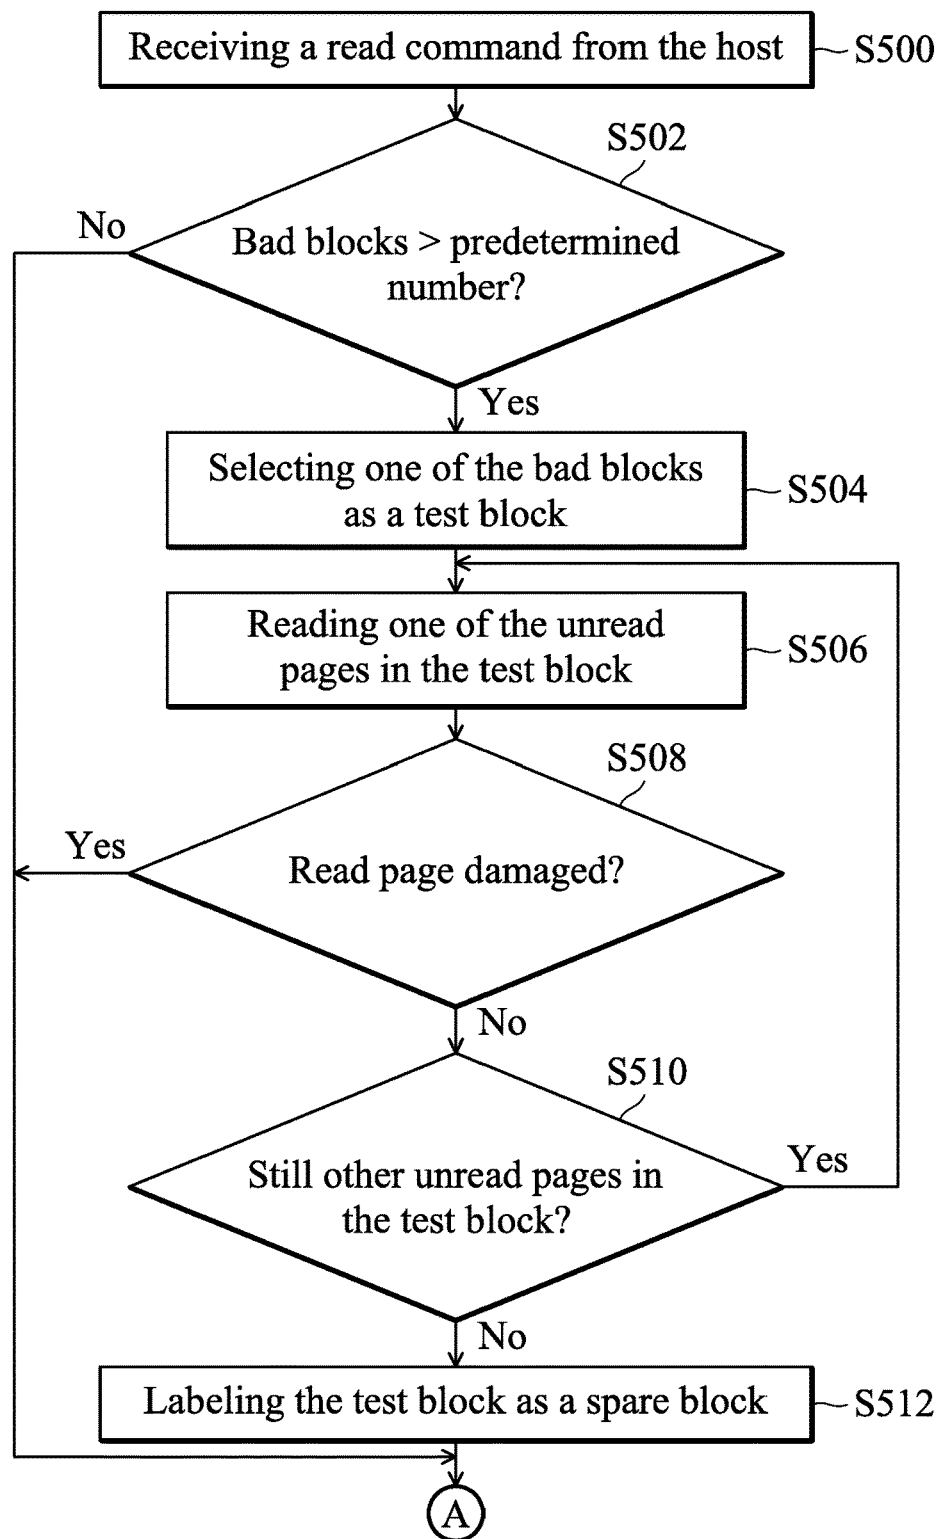 Receiving a read command from the host
S500
S502
No
Bad blocks > predetermined
number?
Yes
Selecting one of the bad blocks
as a test block
S504
Reading one of the unread
pages in the test block
S506
S508
Yes
Read page damaged?
No
S510
Still other unread pages in
the test block?
Yes
No
Labeling the test block as a spare block
S512
A